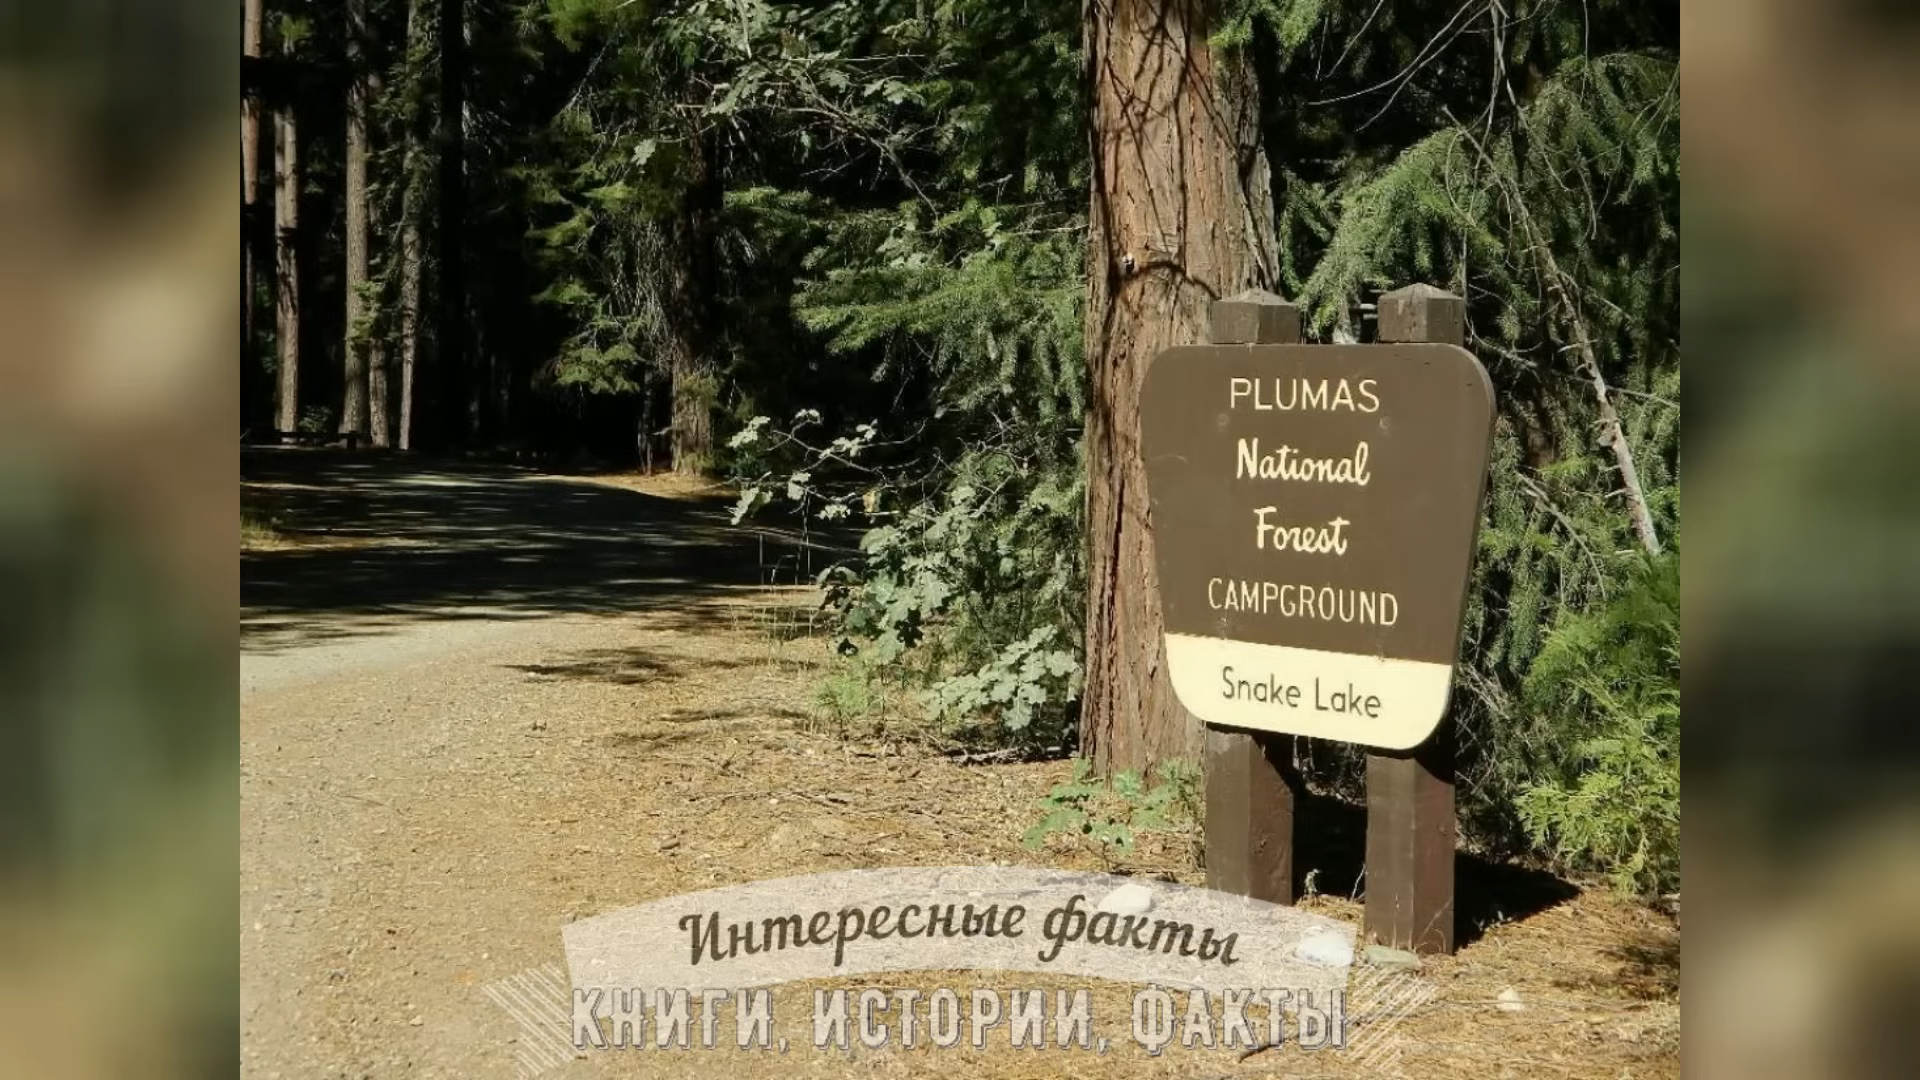 PLUMAS
National
Forest
CAMPGROUND
Snake Lake
Интересные факты
КНИГИ, ИСТОРИИ, ФАКТЫ